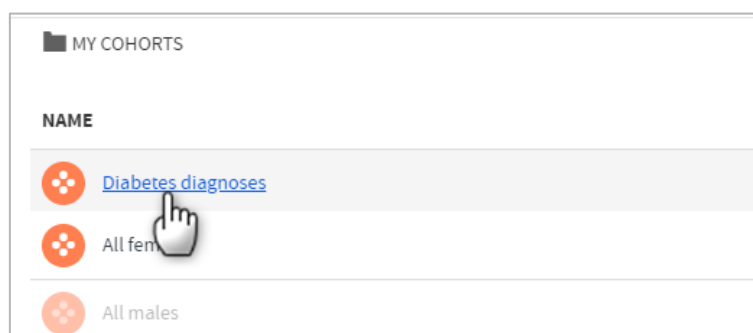 MY COHORTS
NAME
Diabetes diagnoses
All fem
All males